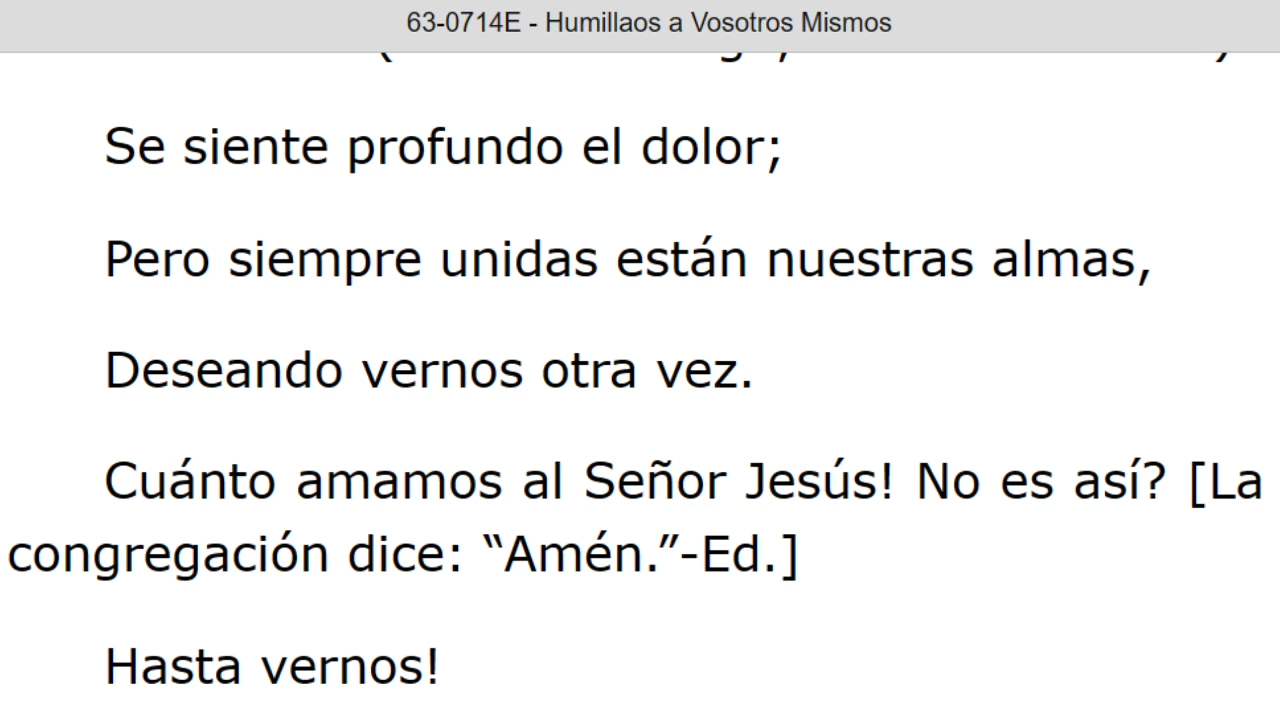 63-0714E - Humillaos a Vosotros Mismos
Se siente profundo el dolor;
Pero siempre unidas están nuestras almas,
Deseando vernos otra vez.
Cuánto amamos al Señor Jesús! No es así? [La
congregación dice: “Amén.”-Ed.]
Hasta vernos!